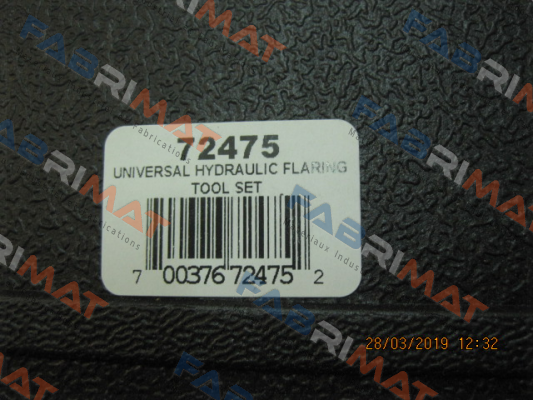 72475
UNIVERSAL HYDRAULIC FLARING
TOOL SET
7 00376 72475 2
28/03/2019 12:32
FABRIMAT
Fabrications
FABRIMAT
FABRIMAT
FABRIMAT
FABRIMAT